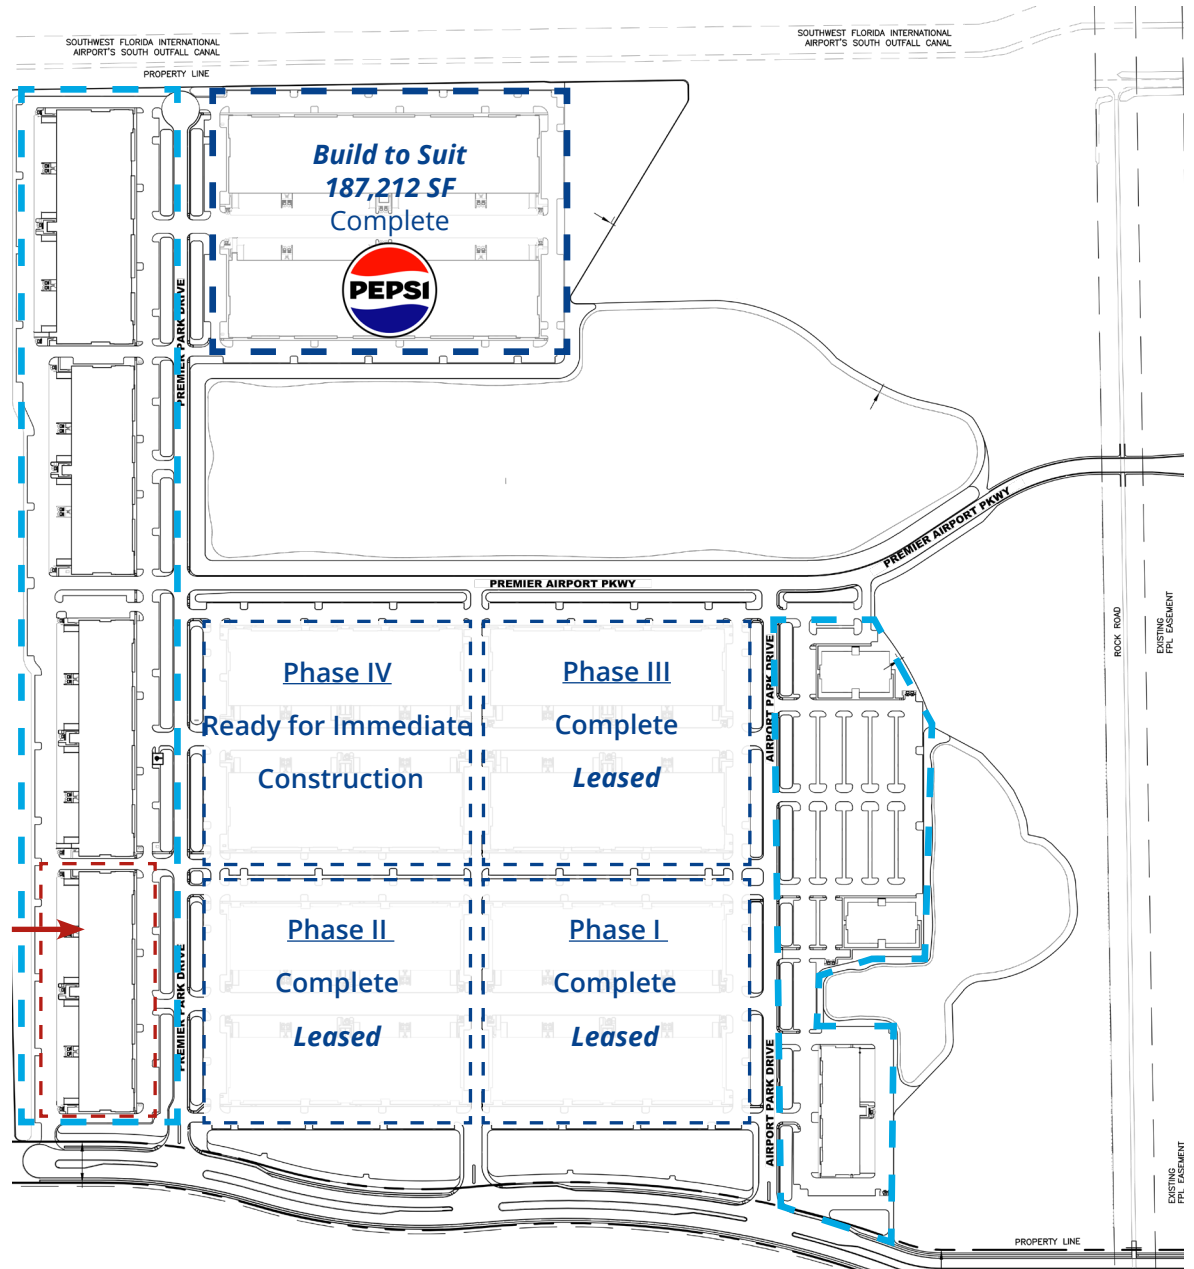 SOUTHWEST FLORIDA INTERNATIONAL
AIRPORT'S SOUTH OUTFALL CANAL
SOUTHWEST FLORIDA INTERNATIONAL
AIRPORT'S SOUTH OUTFALL CANAL
PROPERTY LINE
Build to Suit
187,212 SF
Complete
PEPSI
PREMIER PARK DRIVE
PREMIER AIRPORT PKWY
PREMIER AIRPORT PKWY
ROCK ROAD
EXISTING
FPL EASEMENT
Phase IV
Ready for Immediate
Construction
Phase III
Complete
Leased
AIRPORT PARK DRIVE
Phase II
Complete
Leased
Phase I
Complete
Leased
PREMIER PARK DRIVE
AIRPORT PARK DRIVE
EXISTING
FPL EASEMENT
PROPERTY LINE